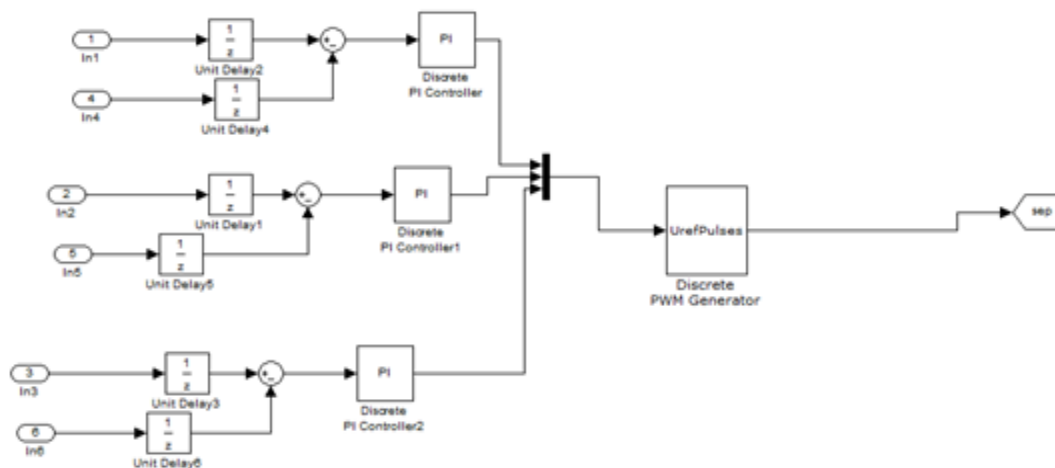 1
In1
1
z
Unit Delay2
+
-
PI
Discrete
PI Controller
4
In4
1
z
Unit Delay4
2
In2
1
z
Unit Delay1
+
-
PI
Discrete
PI Controller1
5
In5
1
z
Unit Delay5
UrefPulses
Discrete
PWM Generator
sep
3
In3
1
z
Unit Delay3
+
-
PI
Discrete
PI Controller2
6
In6
1
z
Unit Delay6